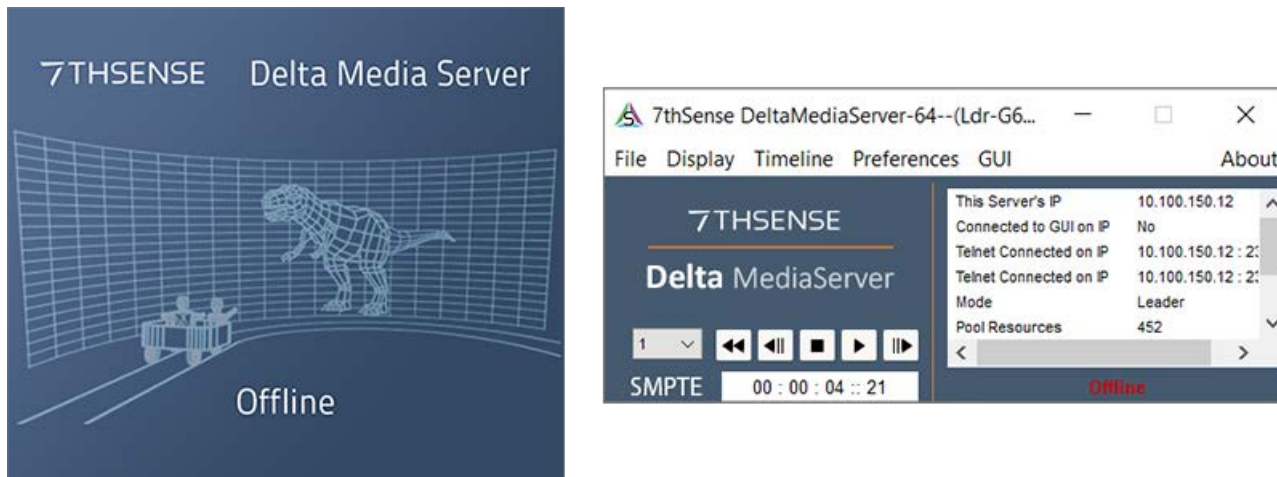 7THSENSE Delta Media Server
Offline
7thSense DeltaMediaServer-64--(Ldr-G6...
File Display Timeline Preferences GUI About
7THSENSE
Delta MediaServer
1
SMPTE 00 : 00 : 04 :: 21
This Server's IP 10.100.150.12
Connected to GUI on IP No
Telnet Connected on IP 10.100.150.12 : 23
Telnet Connected on IP 10.100.150.12 : 23
Mode Leader
Pool Resources 452
Offline